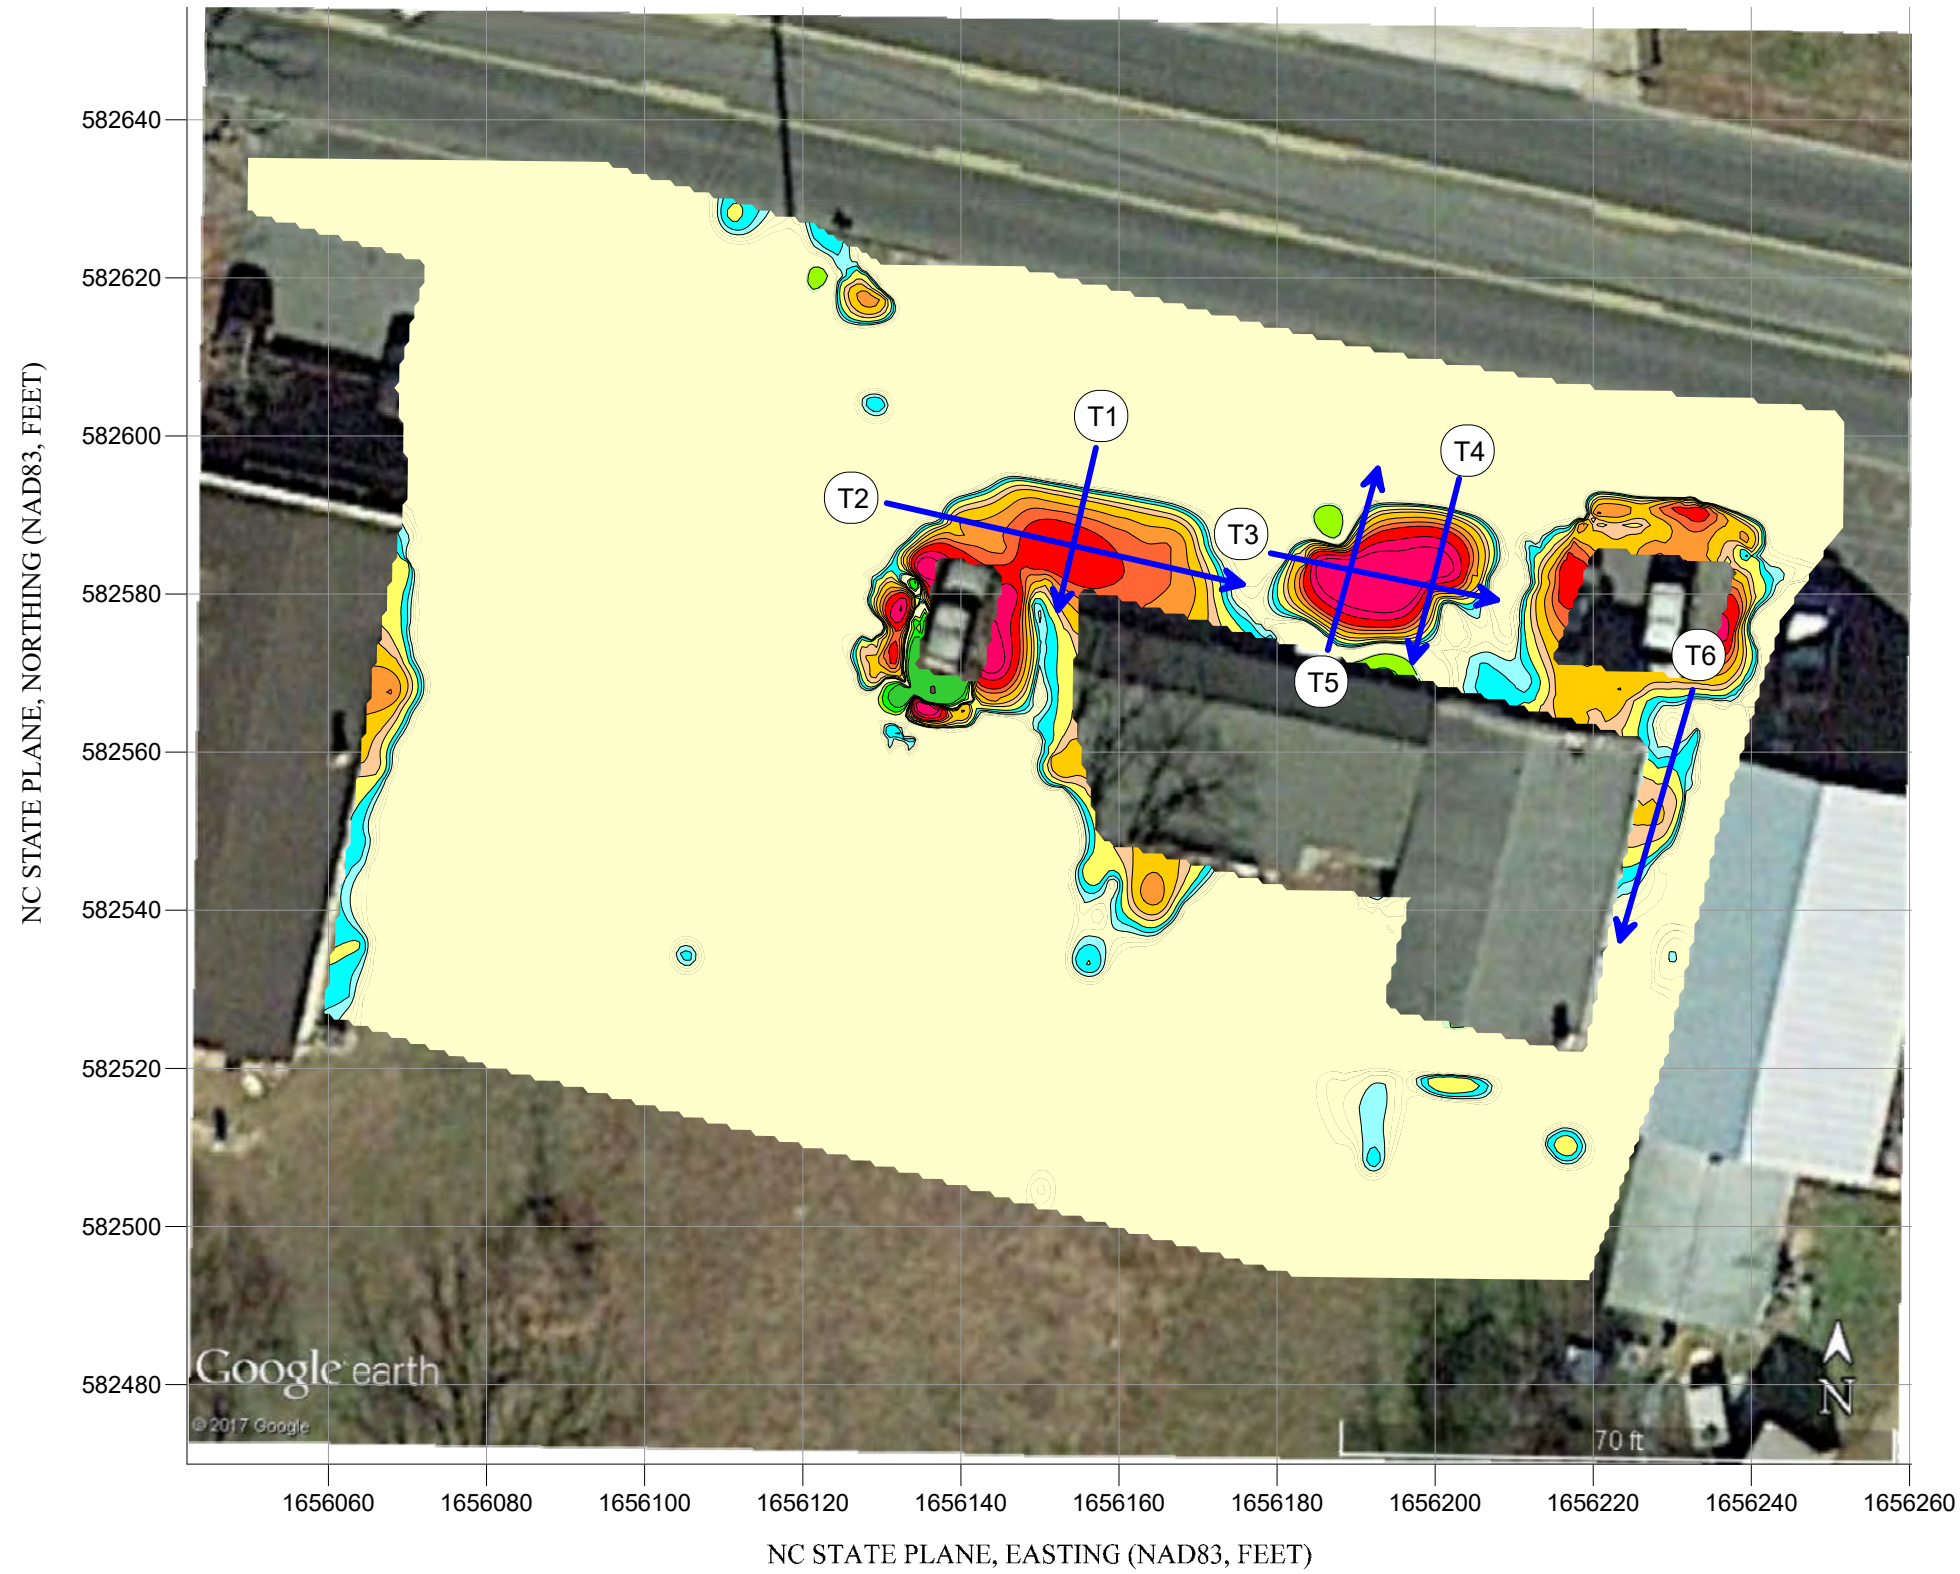 NC STATE PLANE, NORTHING (NAD83, FEET)
582640
582620
582600
582580
582560
582540
582520
582500
582480
T1
T2
T3
T4
T5
T6
Google earth
© 2017 Google
N
70 ft
1656060 1656080 1656100 1656120 1656140 1656160 1656180 1656200 1656220 1656240 1656260
NC STATE PLANE, EASTING (NAD83, FEET)